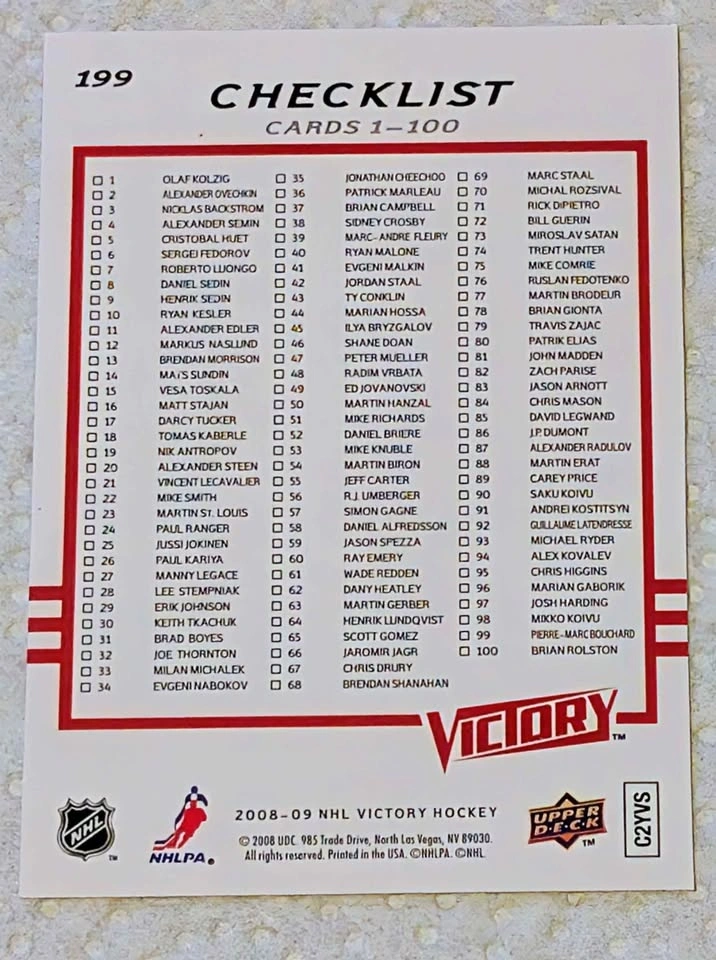 199
CHECKLIST
CARDS 1-100
1 OLAF KOLZIG
2 ALEXANDER OVECHKIN
3 NICKLAS BACKSTROM
4 ALEXANDER SEMIN
5 CRISTOBAL HUET
6 SERGEI FEDOROV
7 ROBERTO LUONGO
8 DANIEL SEDIN
9 HENRIK SEDIN
10 RYAN KESLER
11 ALEXANDER EDLER
12 MARKUS NASLUND
13 BRENDAN MORRISON
14 MATS SUNDIN
15 VESA TOSKALA
16 MATT STAJAN
17 DARCY TUCKER
18 TOMAS KABERLE
19 NIK ANTROPOV
20 ALEXANDER STEEN
21 VINCENT LECAVALIER
22 MIKE SMITH
23 MARTIN ST. LOUIS
24 PAUL RANGER
25 JUSSI JOKINEN
26 PAUL KARIYA
27 MANNY LEGACE
28 LEE STEMPNIAK
29 ERIK JOHNSON
30 KEITH TKACHUK
31 BRAD BOYES
32 JOE THORNTON
33 MILAN MICHALEK
34 EVGENI NABOKOV
35 JONATHAN CHEECHOO
36 PATRICK MARLEAU
37 BRIAN CAMPBELL
38 SIDNEY CROSBY
39 MARC-ANDRE FLEURY
40 RYAN MALONE
41 EVGENI MALKIN
42 JORDAN STAAL
43 TY CONKLIN
44 MARIAN HOSSA
45 ILYA BRYZGALOV
46 SHANE DOAN
47 PETER MUELLER
48 RADIM VRBATA
49 ED JOVANOVSKI
50 MARTIN HANZAL
51 MIKE RICHARDS
52 DANIEL BRIERE
53 MIKE KNUBLE
54 MARTIN BIRON
55 JEFF CARTER
56 R.J. UMBERGER
57 SIMON GAGNE
58 DANIEL ALFREDSSON
59 JASON SPEZZA
60 RAY EMERY
61 WADE REDDEN
62 DANY HEATLEY
63 MARTIN GERBER
64 HENRIK LUNDQVIST
65 SCOTT GOMEZ
66 JAROMIR JAGR
67 CHRIS DRURY
68 BRENDAN SHANAHAN
69 MARC STAAL
70 MICHAL ROZSIVAL
71 RICK DIPIETRO
72 BILL GUERIN
73 MIROSLAV SATAN
74 TRENT HUNTER
75 MIKE COMRIE
76 RUSLAN FEDOTENKO
77 MARTIN BRODEUR
78 BRIAN GIONTA
79 TRAVIS ZAJAC
80 PATRIK ELIAS
81 JOHN MADDEN
82 ZACH PARISE
83 JASON ARNOTT
84 CHRIS MASON
85 DAVID LEGWAND
86 J.P. DUMONT
87 ALEXANDER RADULOV
88 MARTIN ERAT
89 CAREY PRICE
90 SAKU KOIVU
91 ANDREI KOSTITSYN
92 GUILLAUME LATENDRESSE
93 MICHAEL RYDER
94 ALEX KOVALEV
95 CHRIS HIGGINS
96 MARIAN GABORIK
97 JOSH HARDING
98 MIKKO KOIVU
99 PIERRE-MARC BOUCHARD
100 BRIAN ROLSTON
VICTORY TM
NHL TM
NHLPA®
2008-09 NHL VICTORY HOCKEY
© 2008 UDC. 985 Trade Drive, North Las Vegas, NV 89030.
All rights reserved. Printed in the USA. ©NHLPA. ©NHL.
UPPER DECK TM
C2YVS